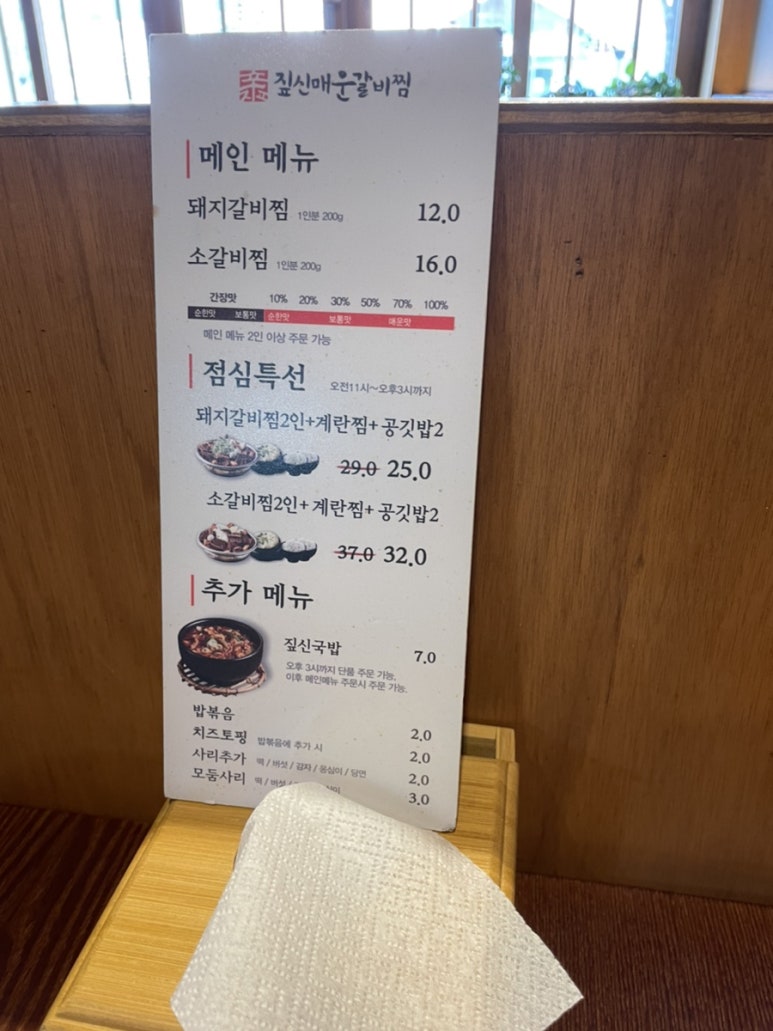 짚신매운갈비찜
메인 메뉴
돼지갈비찜 1인분 200g 12.0
소갈비찜 1인분 200g 16.0
간장맛 10% 20% 30% 50% 70% 100%
순한맛 보통맛 순한맛 보통맛 매운맛
메인 메뉴 2인 이상 주문 가능
점심특선 오전11시~오후3시까지
돼지갈비찜2인+계란찜+공깃밥2
29.0 25.0
소갈비찜2인+계란찜+공깃밥2
37.0 32.0
추가 메뉴
짚신국밥 7.0
오후 3시까지 단품 주문 가능,
이후 메인메뉴 주문시 주문 가능.
밥볶음 2.0
치즈토핑 밥볶음에 추가 시 2.0
사리추가 떡 / 버섯 / 감자 / 옹심이 / 당면 2.0
모둠사리 떡 / 버섯 / 3.0